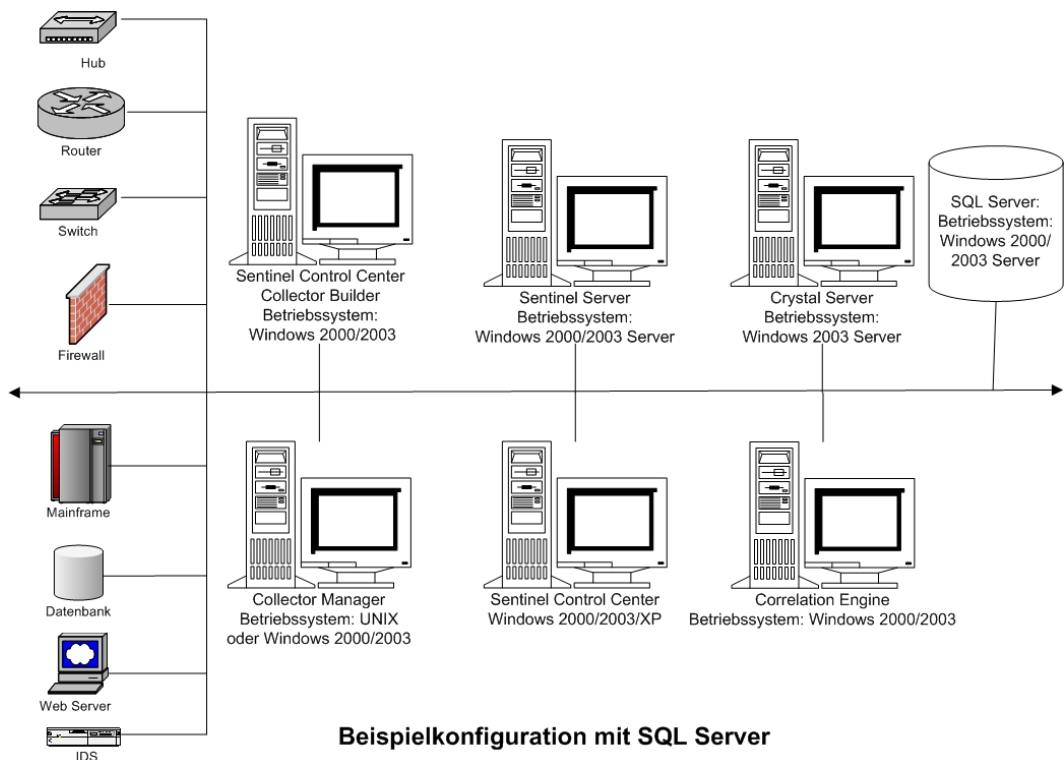 Hub
Router
Switch
Firewall
Mainframe
Datenbank
Web Server
IDS
Sentinel Control Center
Collector Builder
Betriebssystem:
Windows 2000/2003
Sentinel Server
Betriebssystem:
Windows 2000/2003 Server
Crystal Server
Betriebssystem:
Windows 2003 Server
SQL Server:
Betriebssystem:
Windows 2000/
2003 Server
Collector Manager
Betriebssystem: UNIX
oder Windows 2000/2003
Sentinel Control Center
Windows 2000/2003/XP
Correlation Engine
Betriebssystem: Windows 2000/2003
Beispielkonfiguration mit SQL Server